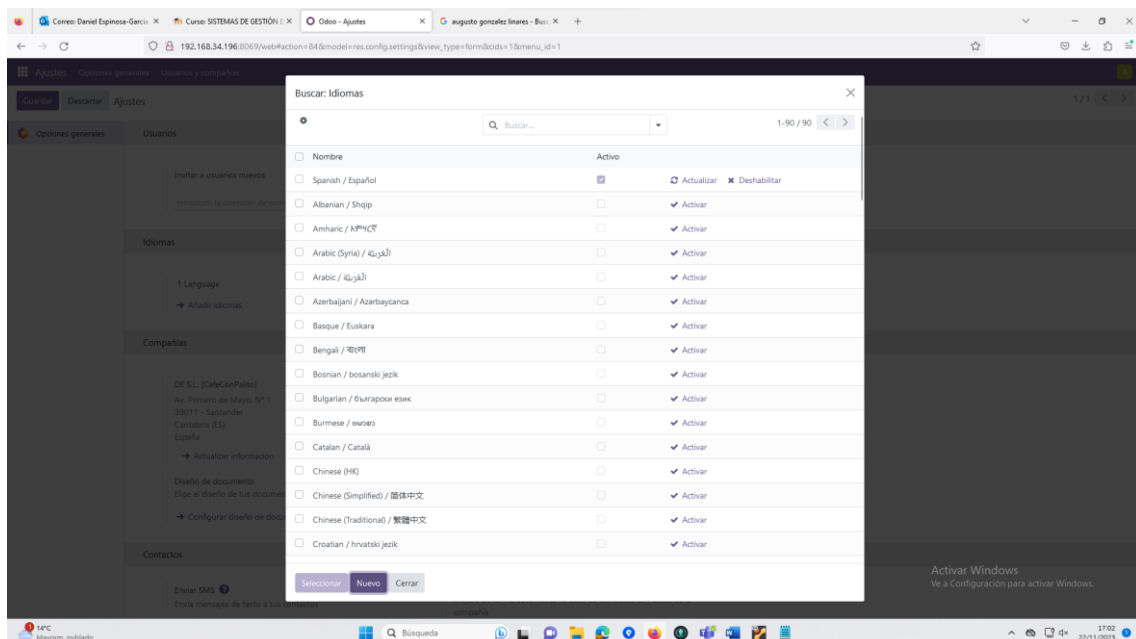 Correo: Daniel Espinosa-García
Curso: SISTEMAS DE GESTIÓN E
Odoo - Ajustes
augusto gonzalez linares - Busc
192.168.34.196:8069/web#action=84&model=res.config.settings&view_type=form&cids=1&menu_id=1
Ajustes Opciones generales Usuarios y compañías
Guardar Descartar Ajustes
1 / 1
Opciones generales
Usuarios
Invitar a usuarios nuevos
Idiomas
1 Language
Añadir idiomas
Compañías
DE S.L. (CafeConPalito)
Av. Primero de Mayo, Nº 1
39011 - Santander
Cantabria (ES)
España
Actualizar información
Diseño de documento
Elige el diseño de tus documen
Configurar diseño de docu
Contactos
Enviar SMS
Envía mensajes de texto a tus contactos
compañía
Buscar: Idiomas
Buscar...
1-90 / 90
Nombre Activo
Spanish / Español Actualizar Deshabilitar
Albanian / Shqip Activar
Amharic / አምሃርኛ Activar
Arabic (Syria) / الْعَرَبيّة Activar
Arabic / الْعَرَبيّة Activar
Azerbaijani / Azərbaycanca Activar
Basque / Euskara Activar
Bengali / বাংলা Activar
Bosnian / bosanski jezik Activar
Bulgarian / български език Activar
Burmese / ဗမာစာ Activar
Catalan / Català Activar
Chinese (HK) Activar
Chinese (Simplified) / 简体中文 Activar
Chinese (Traditional) / 繁體中文 Activar
Croatian / hrvatski jezik Activar
Seleccionar Nuevo Cerrar
Activar Windows
Ve a Configuración para activar Windows.
14°C
Mayorm. nublado
Búsqueda
17:02
22/11/2023